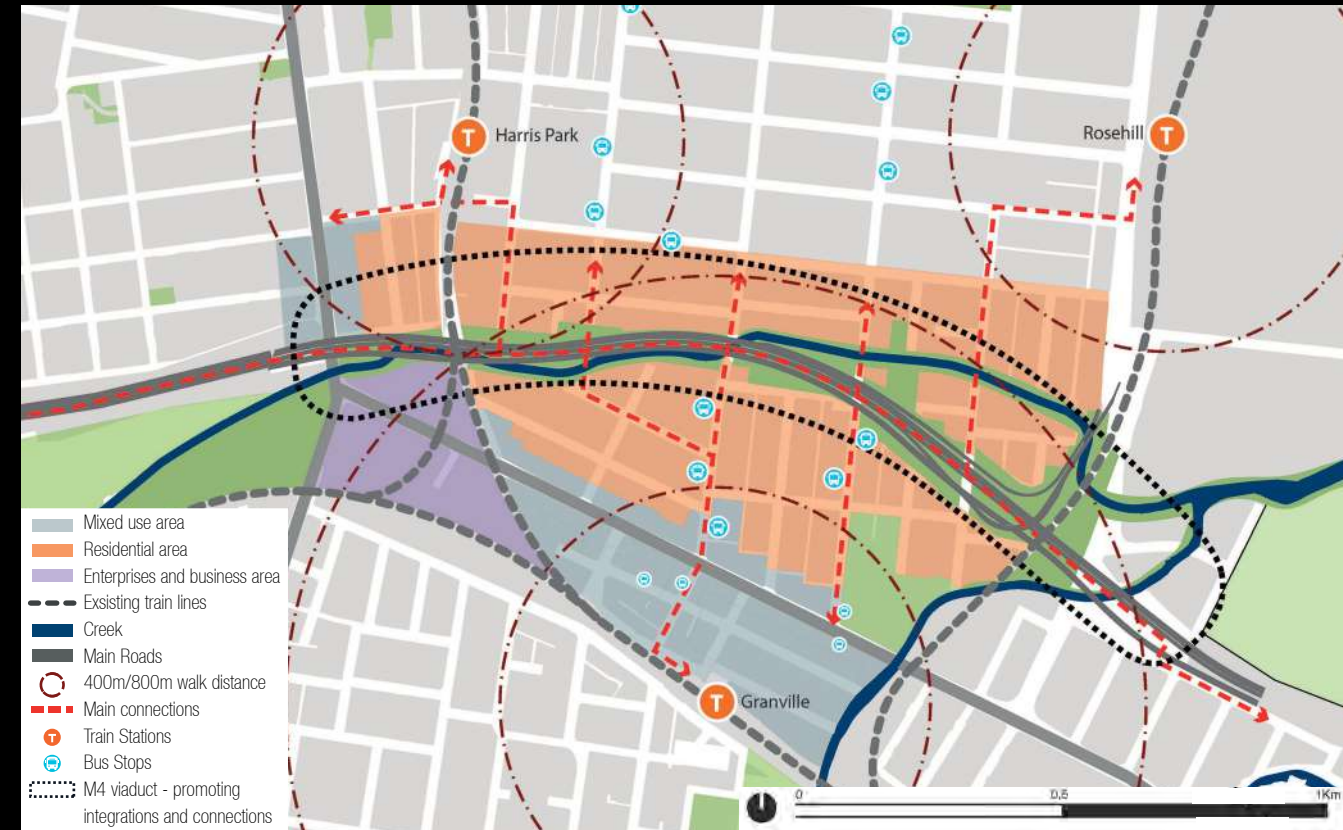 T
Harris Park
Rosehill
T
Mixed use area
Residential area
Enterprises and business area
Exsisting train lines
Creek
Main Roads
400m/800m walk distance
Main connections
T
Train Stations
Bus Stops
M4 viaduct - promoting
integrations and connections
T
Granville
0
0.5
1Km